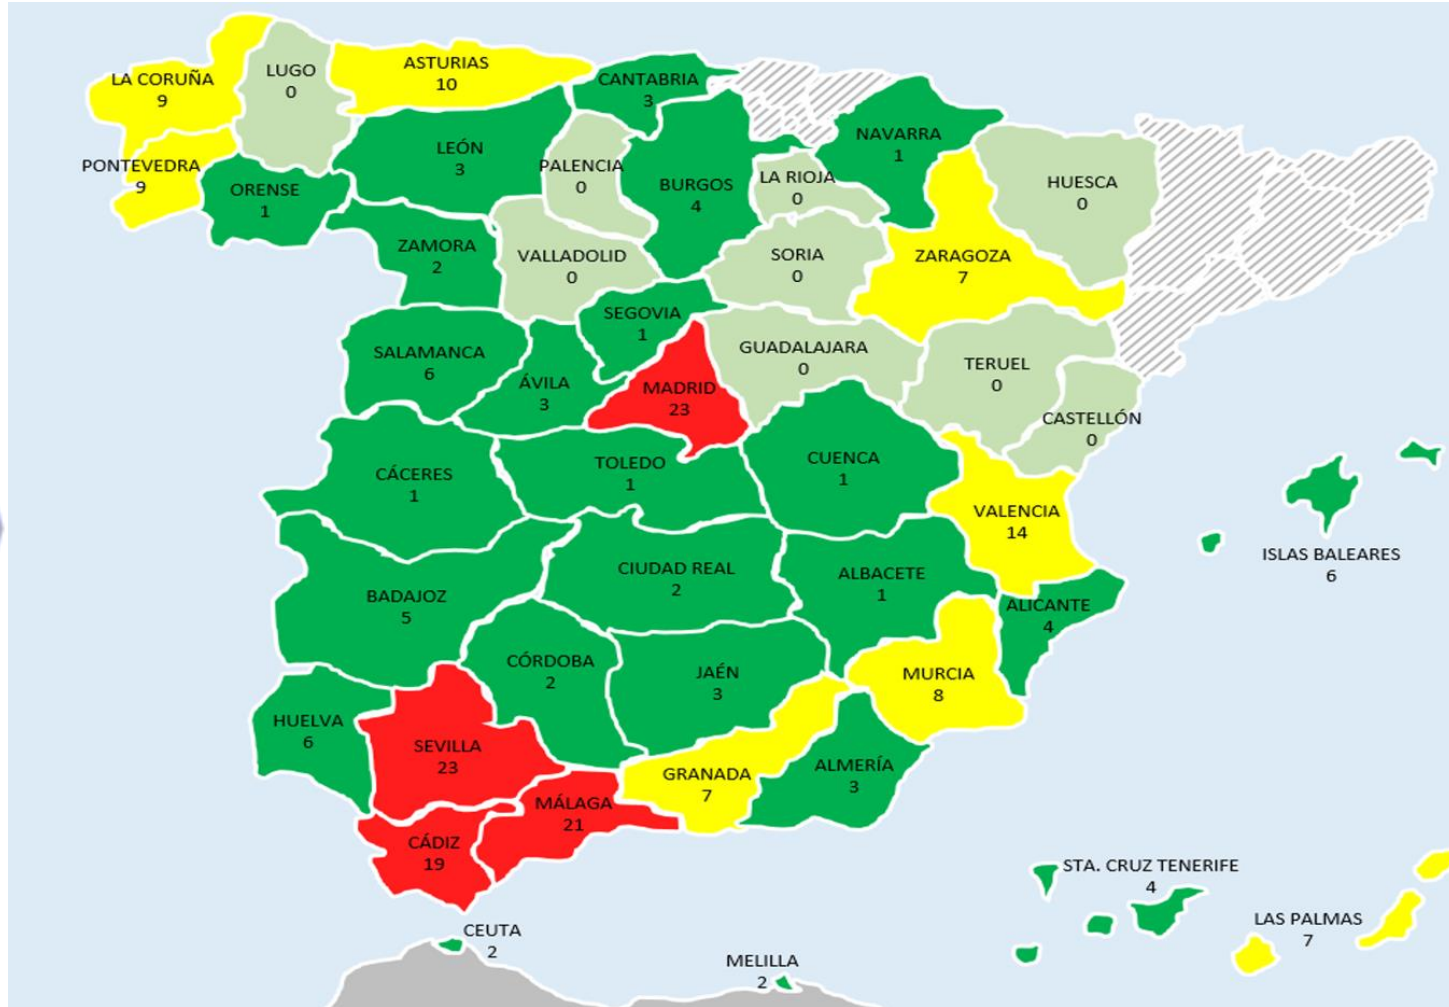 LA CORUÑA
9
LUGO
0
ASTURIAS
10
CANTABRIA
3
PONTEVEDRA
9
ORENSE
1
LEÓN
3
PALENCIA
0
BURGOS
4
LA RIOJA
0
NAVARRA
1
HUESCA
0
ZAMORA
2
VALLADOLID
0
SORIA
0
ZARAGOZA
7
SEGOVIA
1
SALAMANCA
6
ÁVILA
3
MADRID
23
GUADALAJARA
0
TERUEL
0
CASTELLÓN
0
CÁCERES
1
TOLEDO
1
CUENCA
1
VALENCIA
14
ISLAS BALEARES
6
BADAJOZ
5
CIUDAD REAL
2
ALBACETE
1
ALICANTE
4
HUELVA
6
SEVILLA
23
CÓRDOBA
2
JAÉN
3
MURCIA
8
GRANADA
7
ALMERÍA
3
CÁDIZ
19
MÁLAGA
21
STA. CRUZ TENERIFE
4
LAS PALMAS
7
CEUTA
2
MELILLA
2